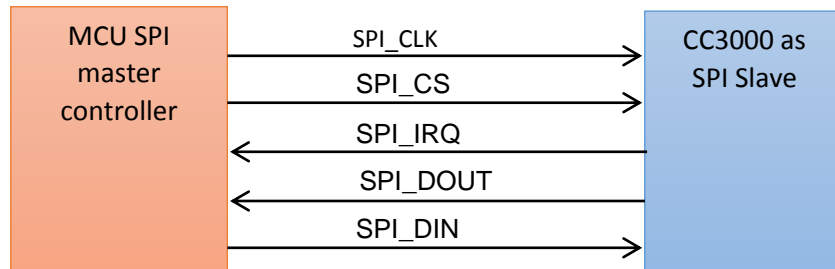 MCU SPI
master
controller
SPI_CLK
SPI_CS
SPI_IRQ
SPI_DOUT
SPI_DIN
CC3000 as
SPI Slave